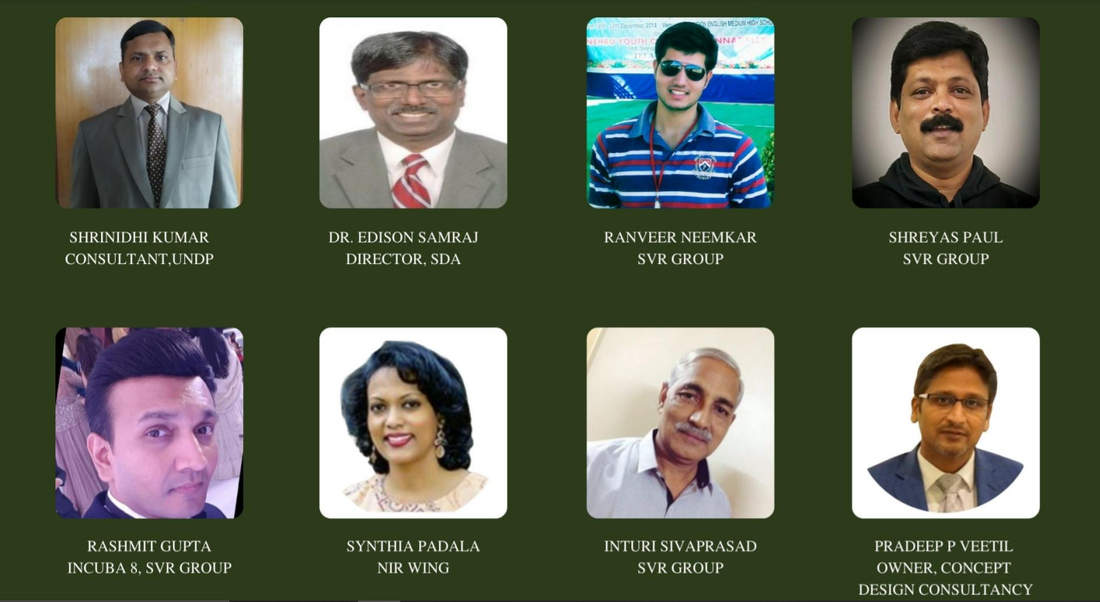 SHRINIDHI KUMAR
CONSULTANT,UNDP
DR. EDISON SAMRAJ
DIRECTOR, SDA
RANVEER NEEMKAR
SVR GROUP
SHREYAS PAUL
SVR GROUP
RASHMIT GUPTA
INCUBA 8, SVR GROUP
SYNTHIA PADALA
NIR WING
INTURI SIVAPRASAD
SVR GROUP
PRADEEP P VEETIL
OWNER, CONCEPT
DESIGN CONSULTANCY